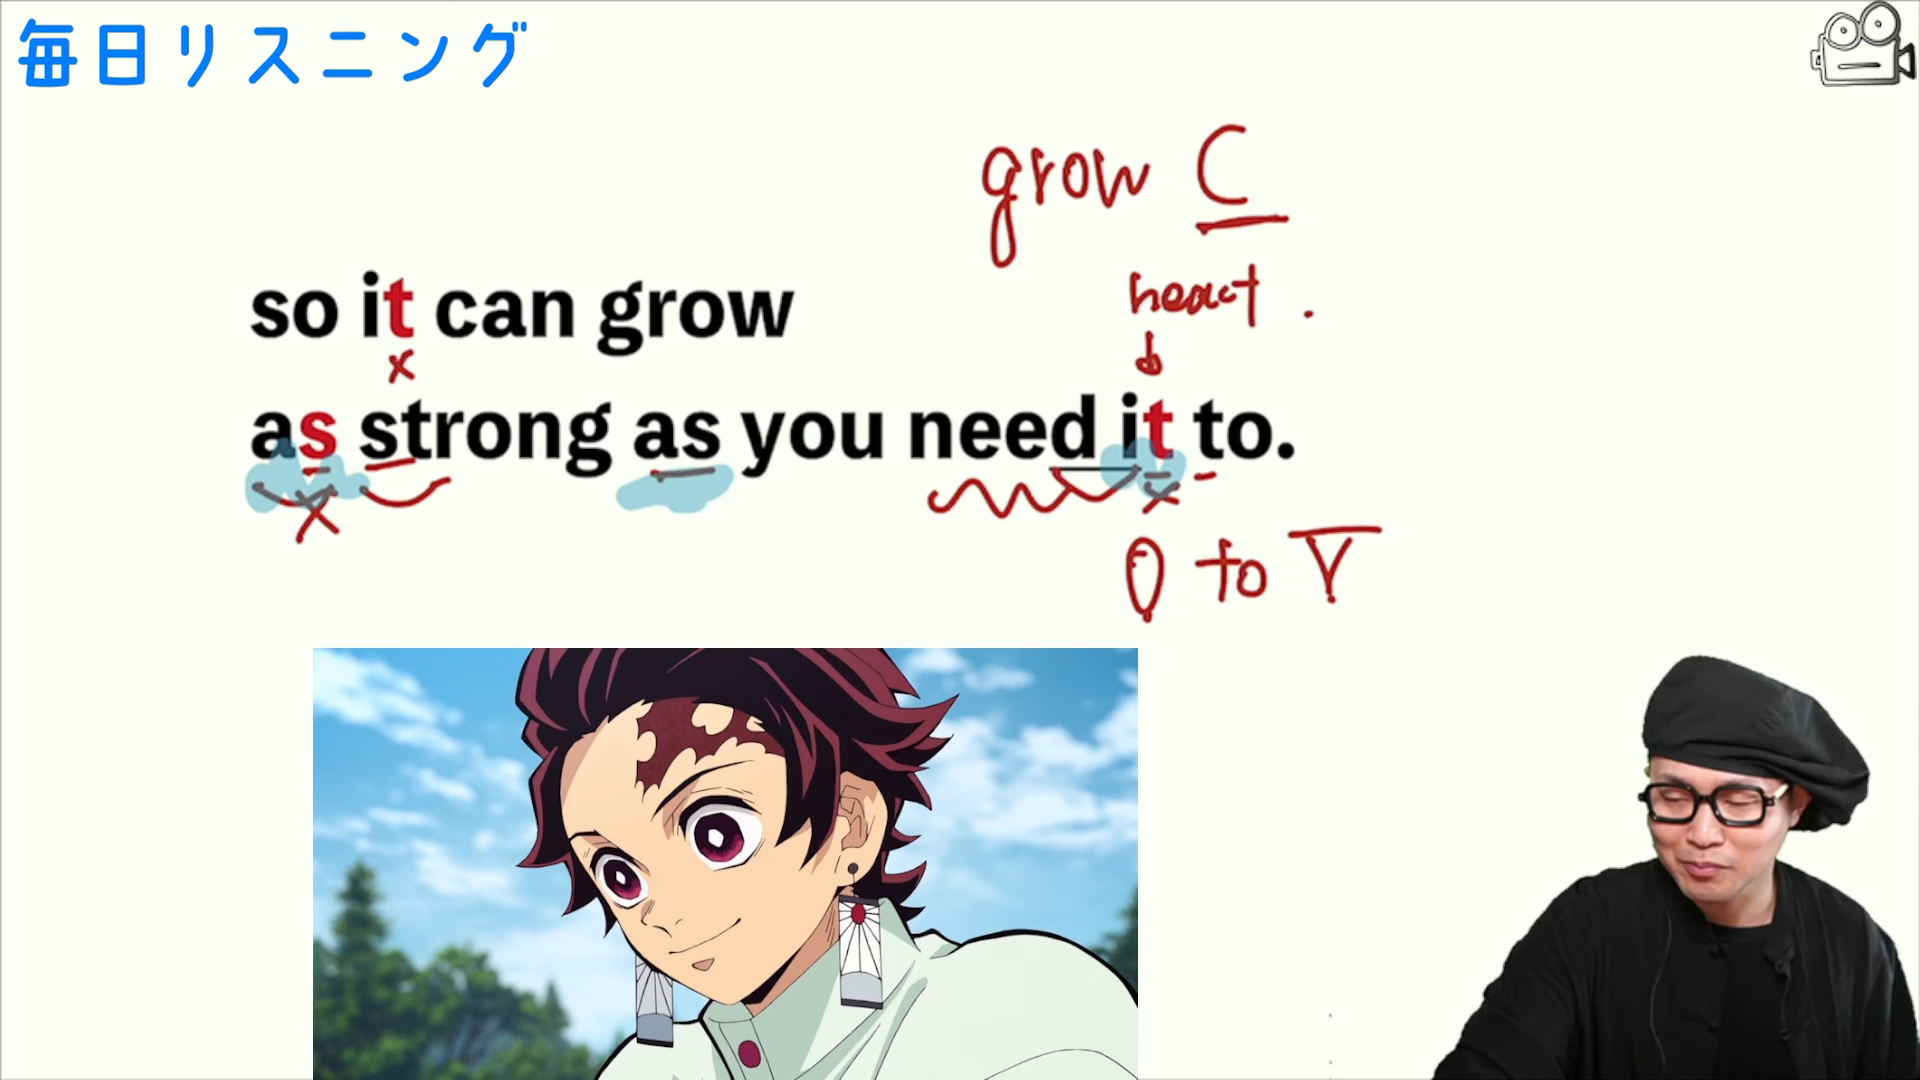 毎日リスニング
grow C
heart.
so it can grow
x
as strong as you need it to.
x
x
O to V